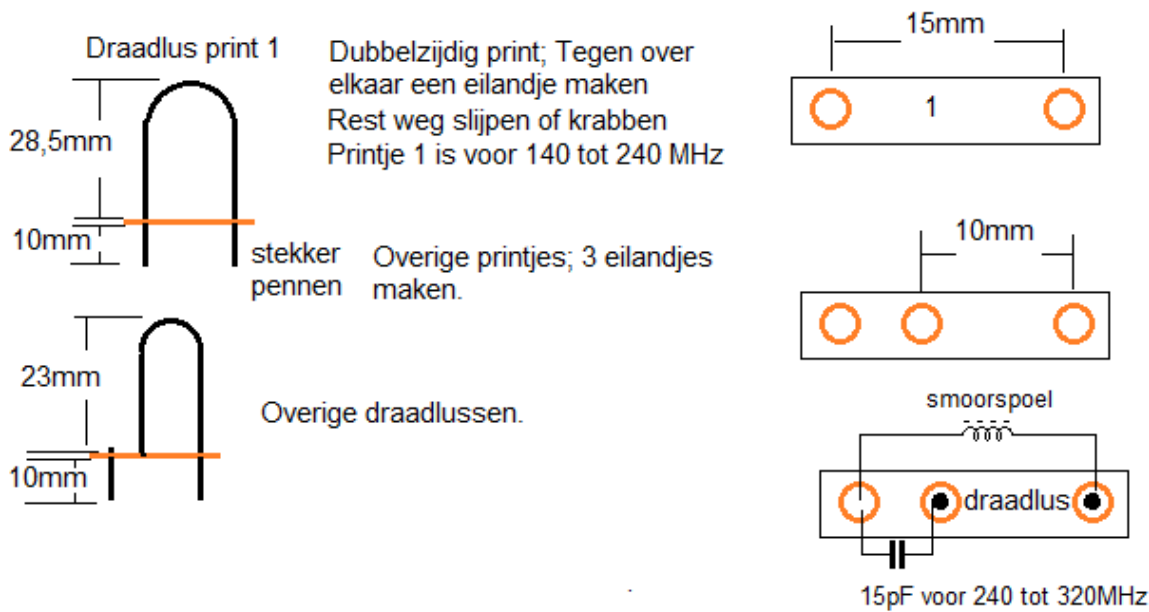 Draadlus print 1
28,5mm
10mm
Dubbelzijdig print; Tegen over
elkaar een eilandje maken
Rest weg slijpen of krabben
Printje 1 is voor 140 tot 240 MHz
15mm
1
stekker
pennen
Overige printjes; 3 eilandjes
maken.
10mm
23mm
10mm
Overige draadlussen.
smoorspoel
draadlus
15pF voor 240 tot 320MHz